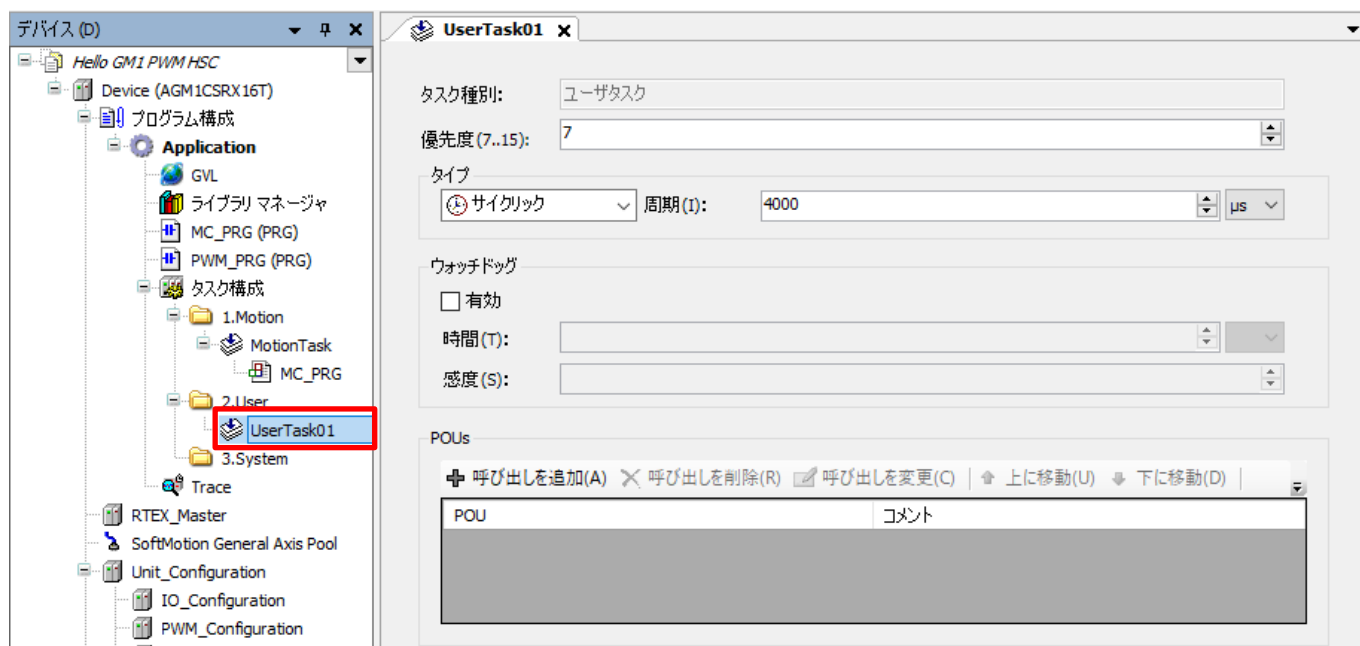 デバイス (D)
Hello GM1 PWM HSC
Device (AGM1CSRX16T)
プログラム構成
Application
GVL
ライブラリ マネージャ
MC_PRG (PRG)
PWM_PRG (PRG)
タスク構成
1.Motion
MotionTask
MC_PRG
2.User
UserTask01
3.System
Trace
RTEX_Master
SoftMotion General Axis Pool
Unit_Configuration
IO_Configuration
PWM_Configuration
UserTask01
タスク種別: ユーザタスク
優先度(7..15): 7
タイプ
サイクリック 周期(I): 4000 µs
ウォッチドッグ
有効
時間(T):
感度(S):
POUs
呼び出しを追加(A) 呼び出しを削除(R) 呼び出しを変更(C) 上に移動(U) 下に移動(D)
POU コメント